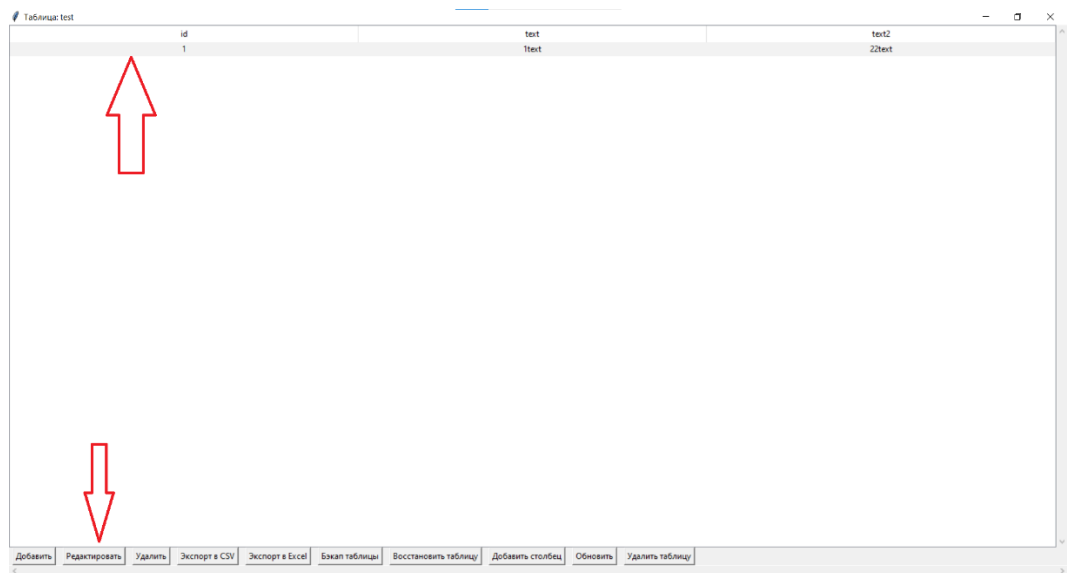 Таблица: test
id text text2
1 1text 22text
Добавить Редактировать Удалить Экспорт в CSV Экспорт в Excel Бэкап таблицы Восстановить таблицу Добавить столбец Обновить Удалить таблицу